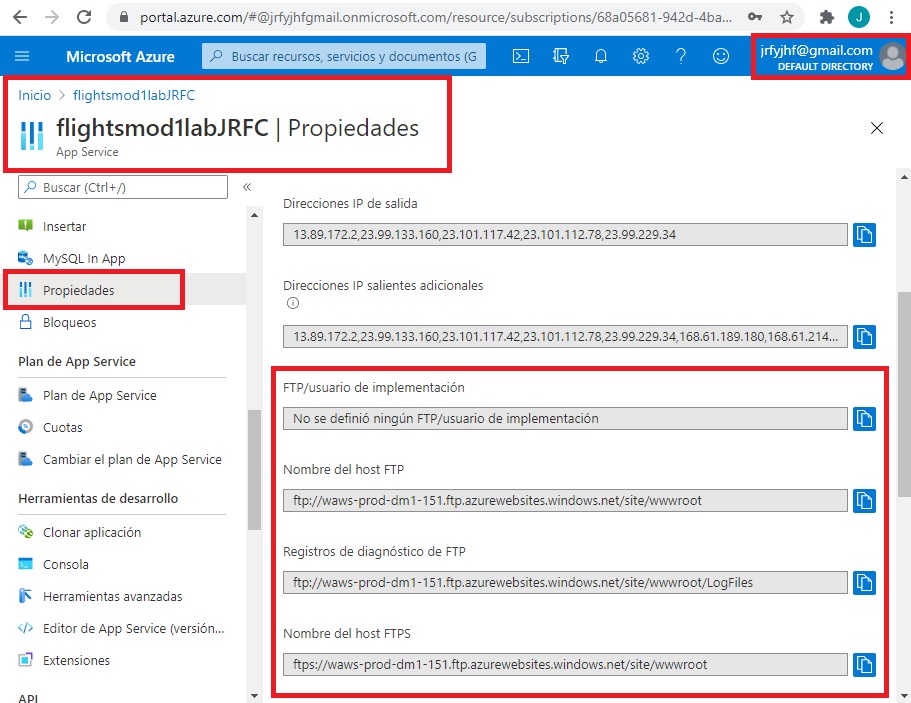 portal.azure.com/#@jrfyjhfgmail.onmicrosoft.com/resource/subscriptions/68a05681-942d-4ba...
J
Microsoft Azure
Buscar recursos, servicios y documentos (G
jrfyjhf@gmail.com
DEFAULT DIRECTORY
Inicio > flightsmod1labJRFC
flightsmod1labJRFC | Propiedades
App Service
Buscar (Ctrl+/)
«
Insertar
MySQL In App
Propiedades
Bloqueos
Plan de App Service
Plan de App Service
Cuotas
Cambiar el plan de App Service
Herramientas de desarrollo
Clonar aplicación
Consola
Herramientas avanzadas
Editor de App Service (versión...
Extensiones
API
Direcciones IP de salida
13.89.172.2,23.99.133.160,23.101.117.42,23.101.112.78,23.99.229.34
Direcciones IP salientes adicionales
13.89.172.2,23.99.133.160,23.101.117.42,23.101.112.78,23.99.229.34,168.61.189.180,168.61.214...
FTP/usuario de implementación
No se definió ningún FTP/usuario de implementación
Nombre del host FTP
ftp://waws-prod-dm1-151.ftp.azurewebsites.windows.net/site/wwwroot
Registros de diagnóstico de FTP
ftp://waws-prod-dm1-151.ftp.azurewebsites.windows.net/site/wwwroot/LogFiles
Nombre del host FTPS
ftps://waws-prod-dm1-151.ftp.azurewebsites.windows.net/site/wwwroot